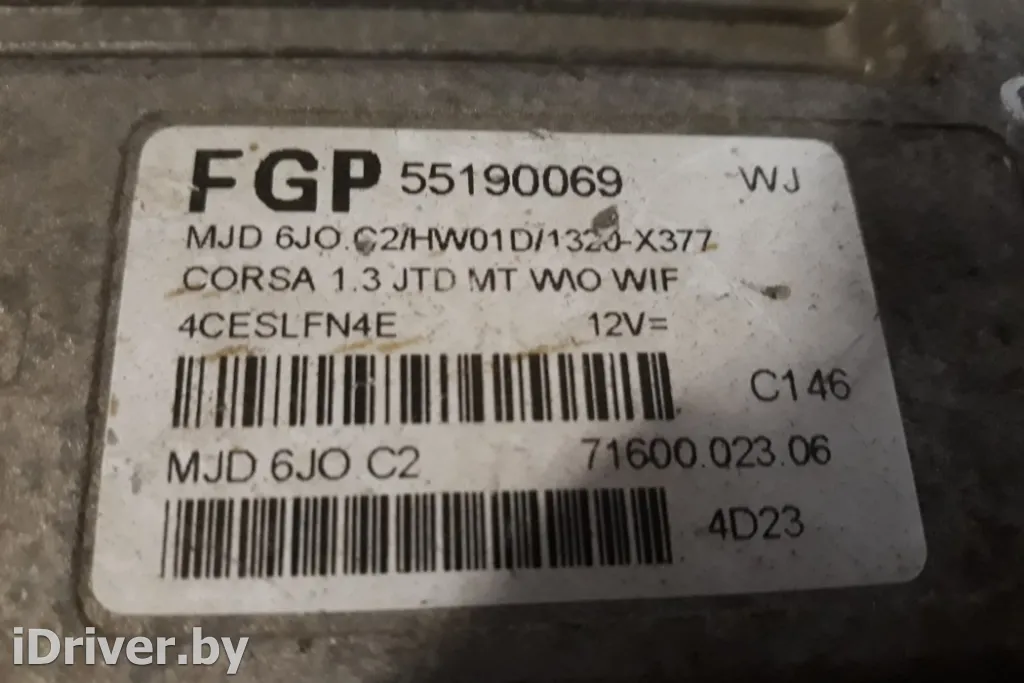 FGP 55190069 WJ
MJD 6JO.C2/HW01D/1320-X377
CORSA 1.3 JTD MT W\O WIF
4CESLFN4E 12V=
C146
MJD 6JO C2 71600.023.06
4D23
iDriver.by